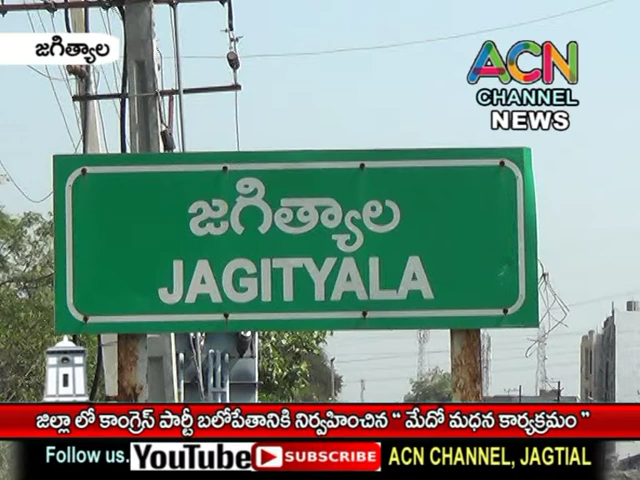 జగిత్యాల
ACN
CHANNEL
NEWS
జగిత్యాల
JAGITYALA
జిల్లా లో కాంగ్రెస్ పార్టీ బలోపేతానికి నిర్వహించిన “ మేదో మధన కార్యక్రమం ”
Follow us. YouTube SUBSCRIBE ACN CHANNEL, JAGTIAL